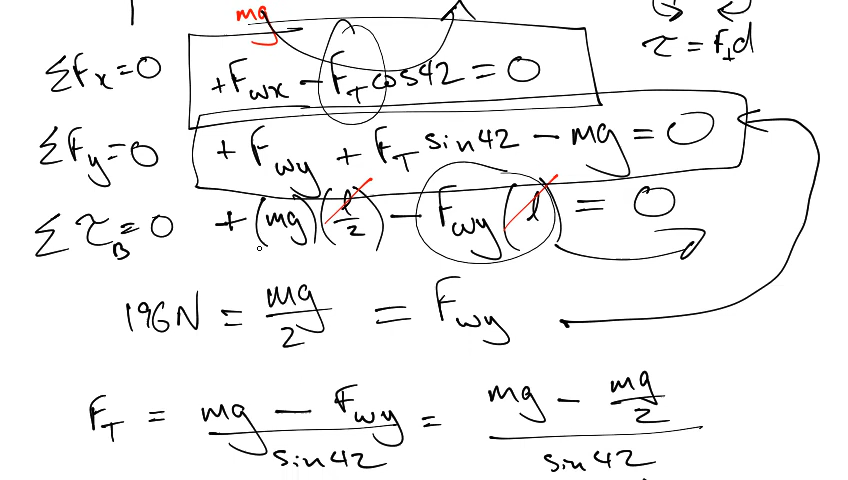 mg
τ = F⊥d
ΣFx = 0  +Fwx − FT cos42 = 0
ΣFy = 0  + Fwy + FT sin42 − mg = 0
Στ_B = 0  +(mg)(l/2) − Fwy(l) = 0
196N = mg/2 = Fwy
FT = (mg − Fwy)/sin42 = (mg − mg/2)/sin42